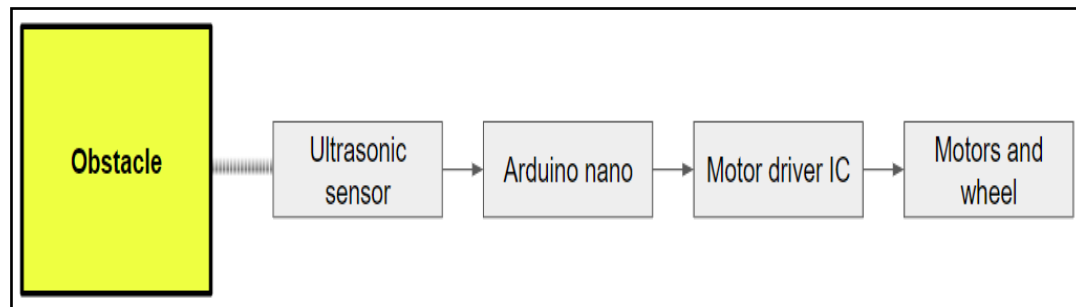 Obstacle
Ultrasonic
sensor
Arduino nano
Motor driver IC
Motors and
wheel